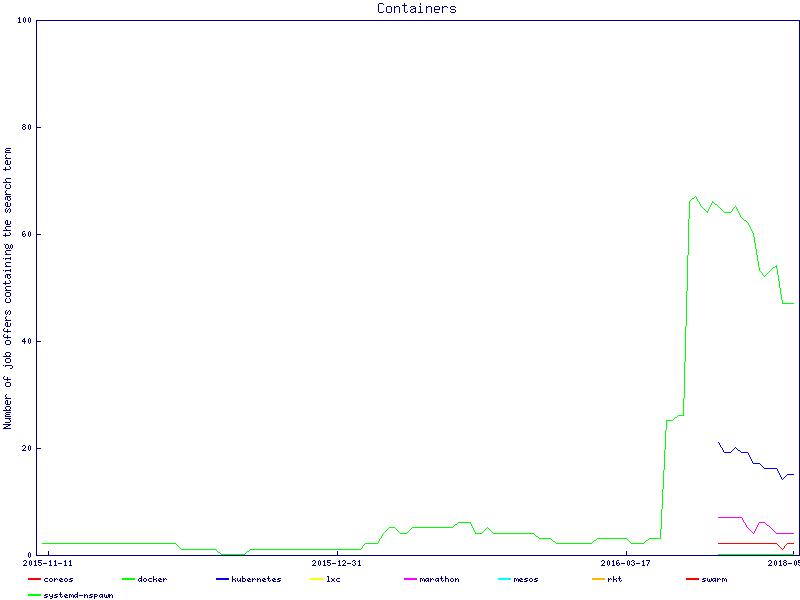 Containers
100
80
60
40
20
0
Number of job offers containing the search term
2015-11-11 2015-12-31 2016-03-17 2018-05
coreos docker kubernetes lxc marathon mesos rkt swarm
systemd-nspawn